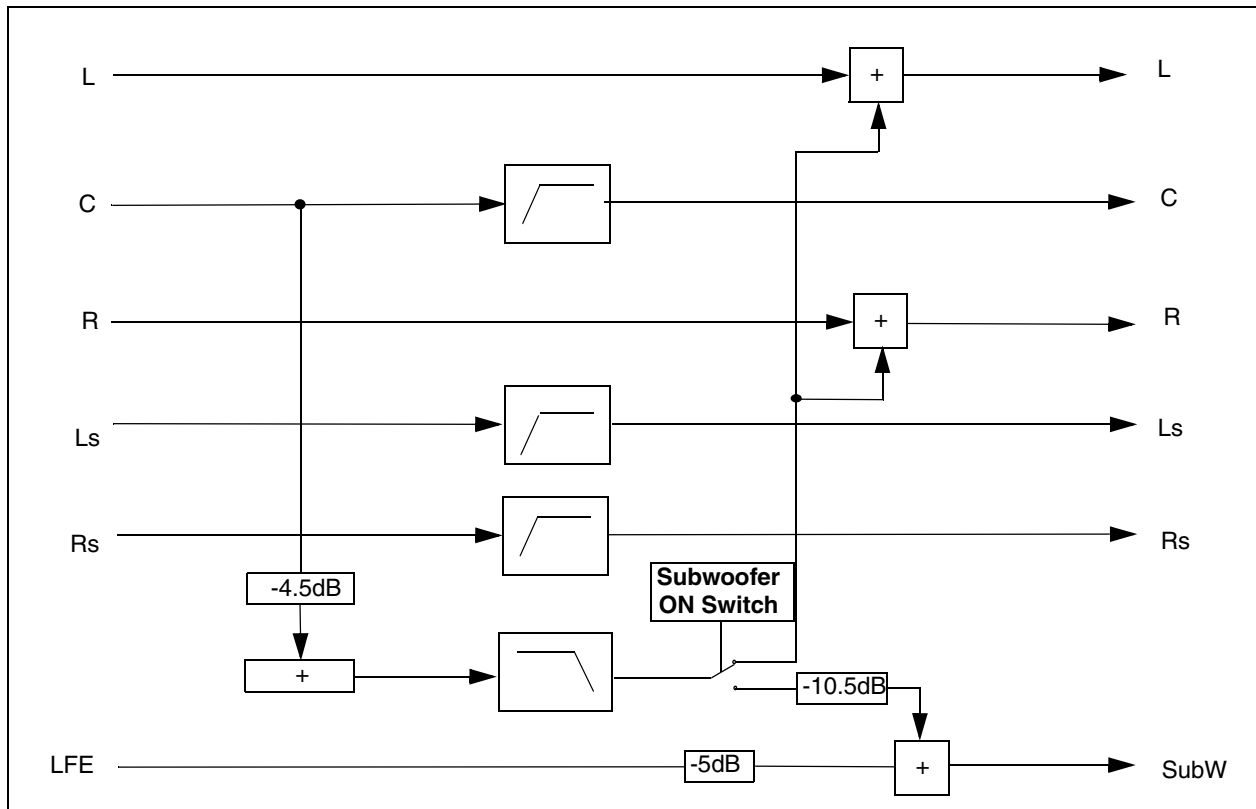 L
+
L
C
C
R
+
R
Ls
Ls
Rs
Rs
Subwoofer
ON Switch
-4.5dB
+
-10.5dB
LFE
-5dB
+
SubW